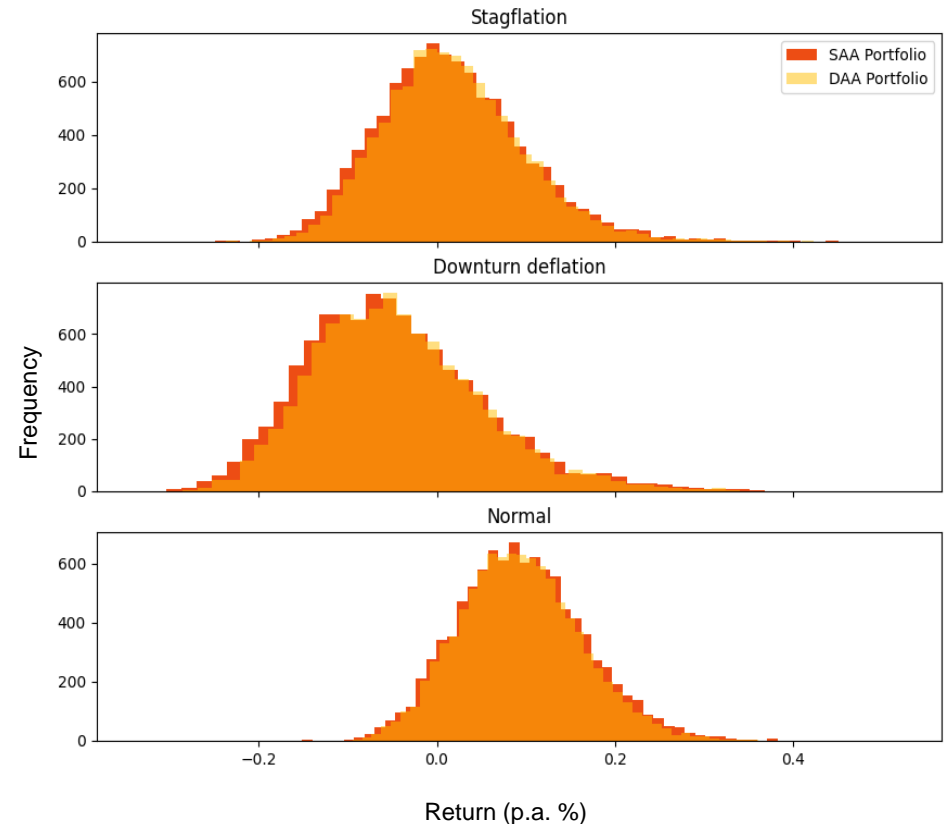 Stagflation
SAA Portfolio
DAA Portfolio
600
400
200
0
Downturn deflation
600
400
200
0
Frequency
Normal
600
400
200
0
−0.2 0.0 0.2 0.4
Return (p.a. %)